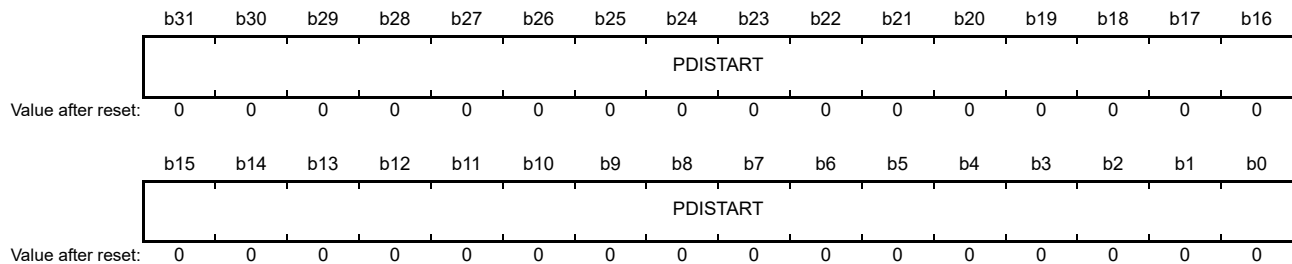 b31 b30 b29 b28 b27 b26 b25 b24 b23 b22 b21 b20 b19 b18 b17 b16
PDISTART
Value after reset: 0 0 0 0 0 0 0 0 0 0 0 0 0 0 0 0
b15 b14 b13 b12 b11 b10 b9 b8 b7 b6 b5 b4 b3 b2 b1 b0
PDISTART
Value after reset: 0 0 0 0 0 0 0 0 0 0 0 0 0 0 0 0